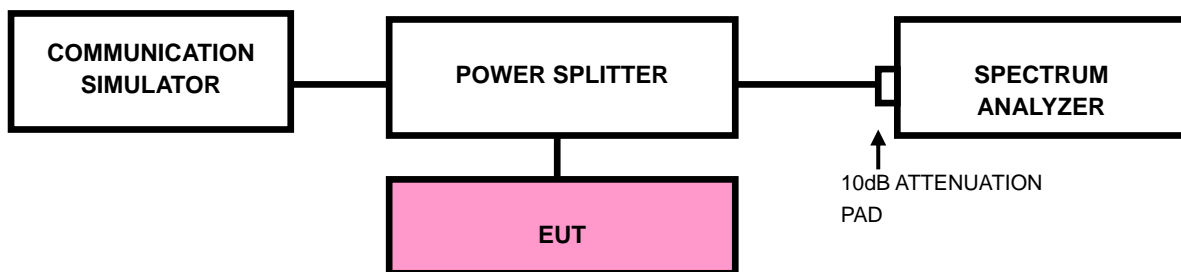 COMMUNICATION
SIMULATOR
POWER SPLITTER
SPECTRUM
ANALYZER
10dB ATTENUATION
PAD
EUT